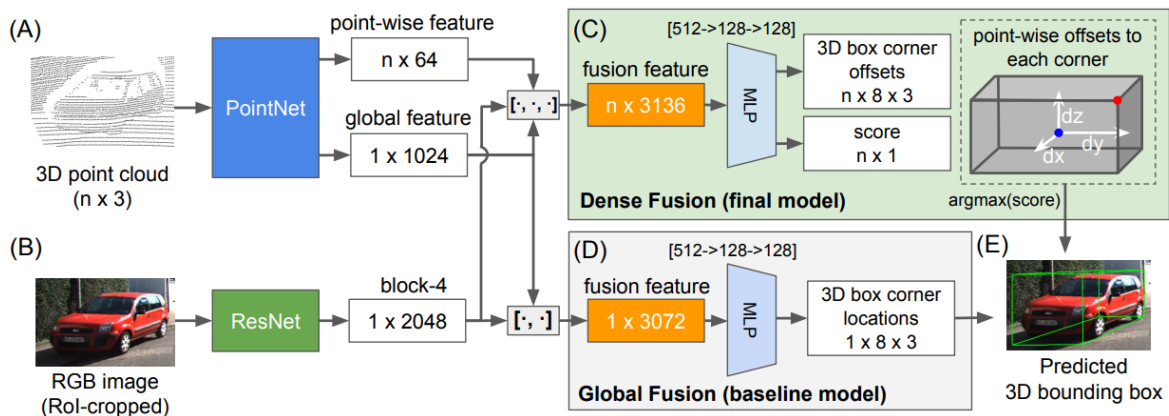 (A)
3D point cloud
(n x 3)
PointNet
point-wise feature
n x 64
global feature
1 x 1024
[·, ·, ·]
(B)
RGB image
(RoI-cropped)
ResNet
block-4
1 x 2048
[·, ·]
(C)
[512->128->128]
fusion feature
n x 3136
MLP
3D box corner
offsets
n x 8 x 3
score
n x 1
Dense Fusion (final model)
point-wise offsets to
each corner
dz
dy
dx
argmax(score)
(D)
[512->128->128]
fusion feature
1 x 3072
MLP
3D box corner
locations
1 x 8 x 3
Global Fusion (baseline model)
(E)
Predicted
3D bounding box